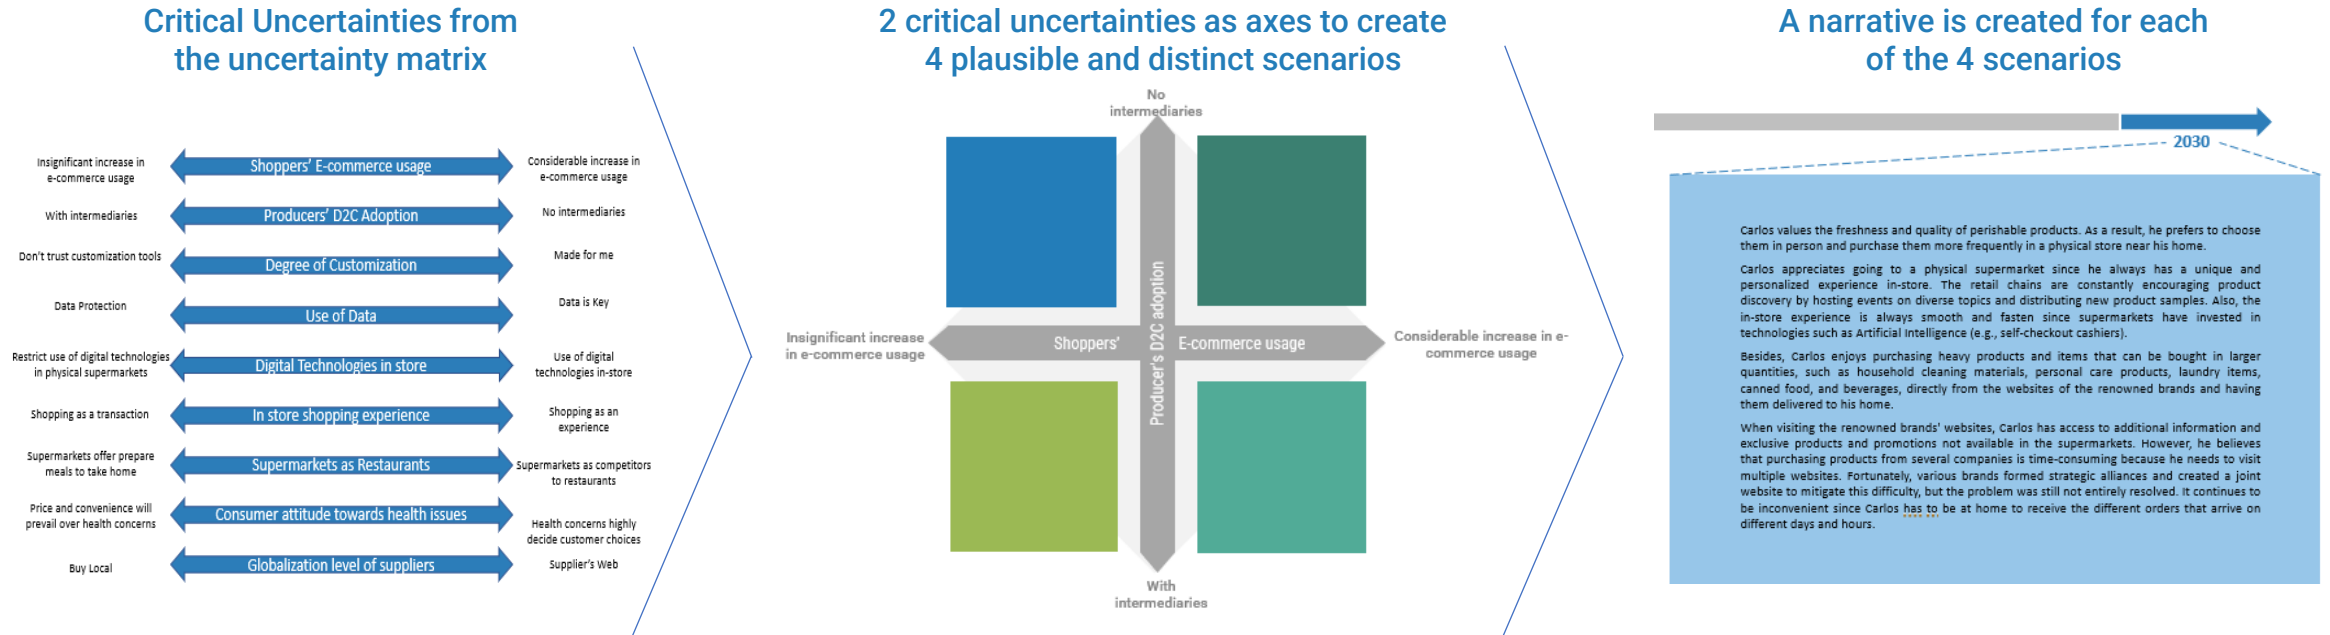 Critical Uncertainties from
the uncertainty matrix
Insignificant increase in
e-commerce usage
Shoppers' E-commerce usage
Considerable increase in
e-commerce usage
With intermediaries
Producers' D2C Adoption
No intermediaries
Don't trust customization tools
Degree of Customization
Made for me
Data Protection
Use of Data
Data is Key
Restrict use of digital technologies
in physical supermarkets
Digital Technologies in store
Use of digital
technologies in-store
Shopping as a transaction
In store shopping experience
Shopping as an
experience
Supermarkets offer prepare
meals to take home
Supermarkets as Restaurants
Supermarkets as competitors
to restaurants
Price and convenience will
prevail over health concerns
Consumer attitude towards health issues
Health concerns highly
decide customer choices
Buy Local
Globalization level of suppliers
Supplier's Web
2 critical uncertainties as axes to create
4 plausible and distinct scenarios
No
intermediaries
Insignificant increase
in e-commerce usage
Shoppers'
Producer's D2C adoption
E-commerce usage
Considerable increase in e-
commerce usage
With
intermediaries
A narrative is created for each
of the 4 scenarios
2030
Carlos values the freshness and quality of perishable products. As a result, he prefers to choose
them in person and purchase them more frequently in a physical store near his home.
Carlos appreciates going to a physical supermarket since he always has a unique and
personalized experience in-store. The retail chains are constantly encouraging product
discovery by hosting events on diverse topics and distributing new product samples. Also, the
in-store experience is always smooth and fasten since supermarkets have invested in
technologies such as Artificial Intelligence (e.g., self-checkout cashiers).
Besides, Carlos enjoys purchasing heavy products and items that can be bought in larger
quantities, such as household cleaning materials, personal care products, laundry items,
canned food, and beverages, directly from the websites of the renowned brands and having
them delivered to his home.
When visiting the renowned brands' websites, Carlos has access to additional information and
exclusive products and promotions not available in the supermarkets. However, he believes
that purchasing products from several companies is time-consuming because he needs to visit
multiple websites. Fortunately, various brands formed strategic alliances and created a joint
website to mitigate this difficulty, but the problem was still not entirely resolved. It continues to
be inconvenient since Carlos has to be at home to receive the different orders that arrive on
different days and hours.